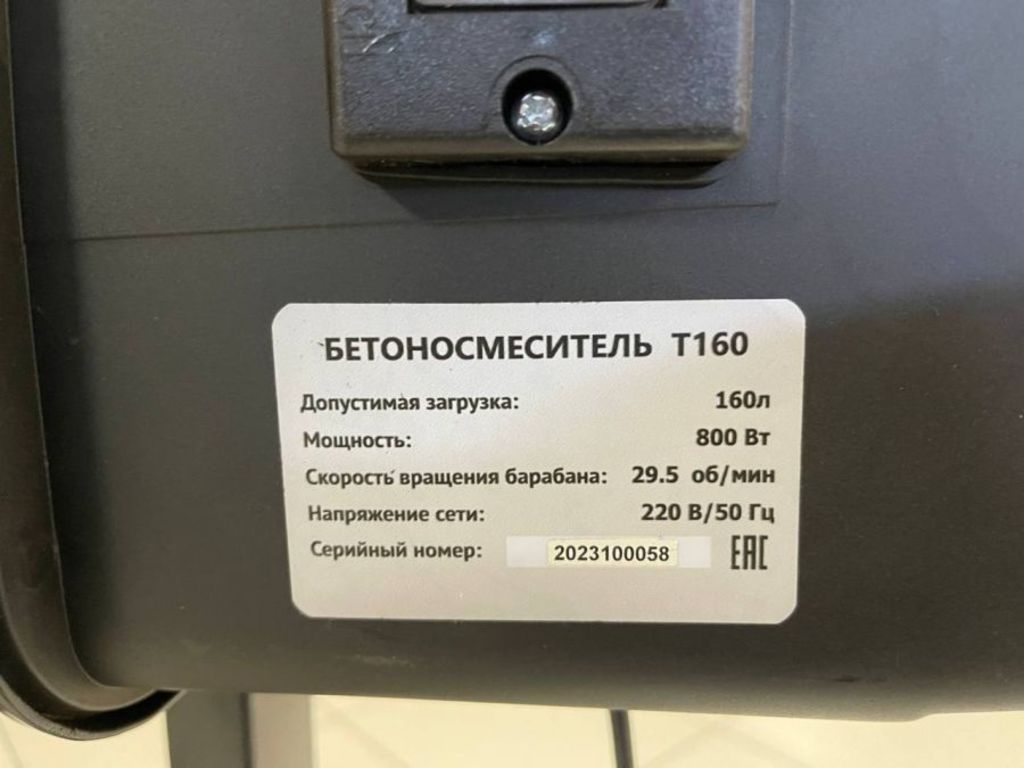 БЕТОНОСМЕСИТЕЛЬ Т160
Допустимая загрузка: 160л
Мощность: 800 Вт
Скорость вращения барабана: 29.5 об/мин
Напряжение сети: 220 В/50 Гц
Серийный номер: 2023100058 EAC